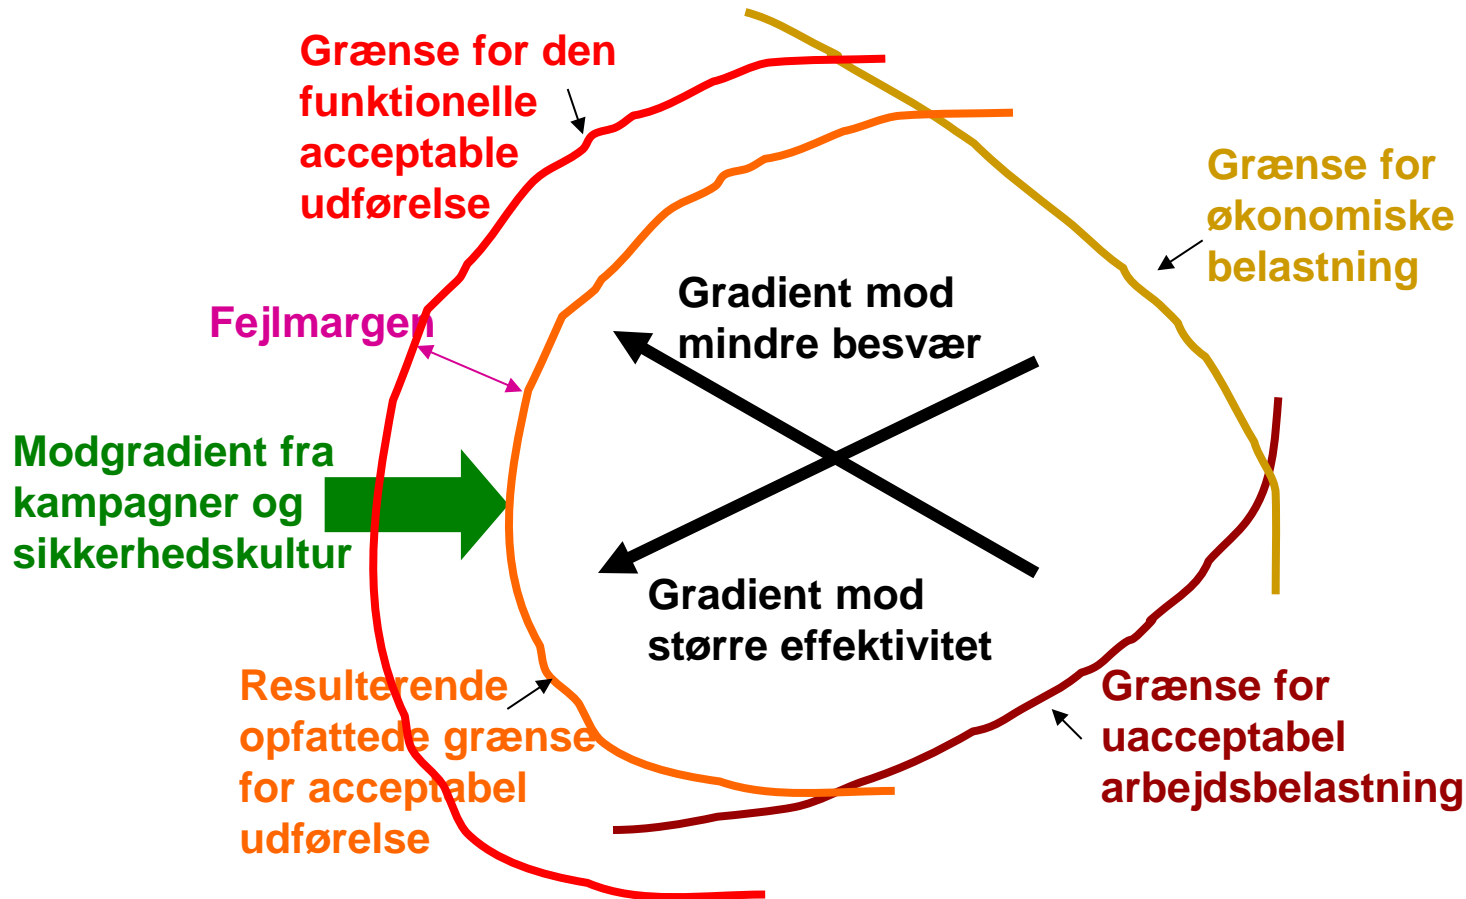 Grænse for den
funktionelle
acceptable
udførelse
Grænse for
økonomiske
belastning
Gradient mod
mindre besvær
Fejlmargen
Modgradient fra
kampagner og
sikkerhedskultur
Gradient mod
større effektivitet
Resulterende
opfattede grænse
for acceptabel
udførelse
Grænse for
uacceptabel
arbejdsbelastning